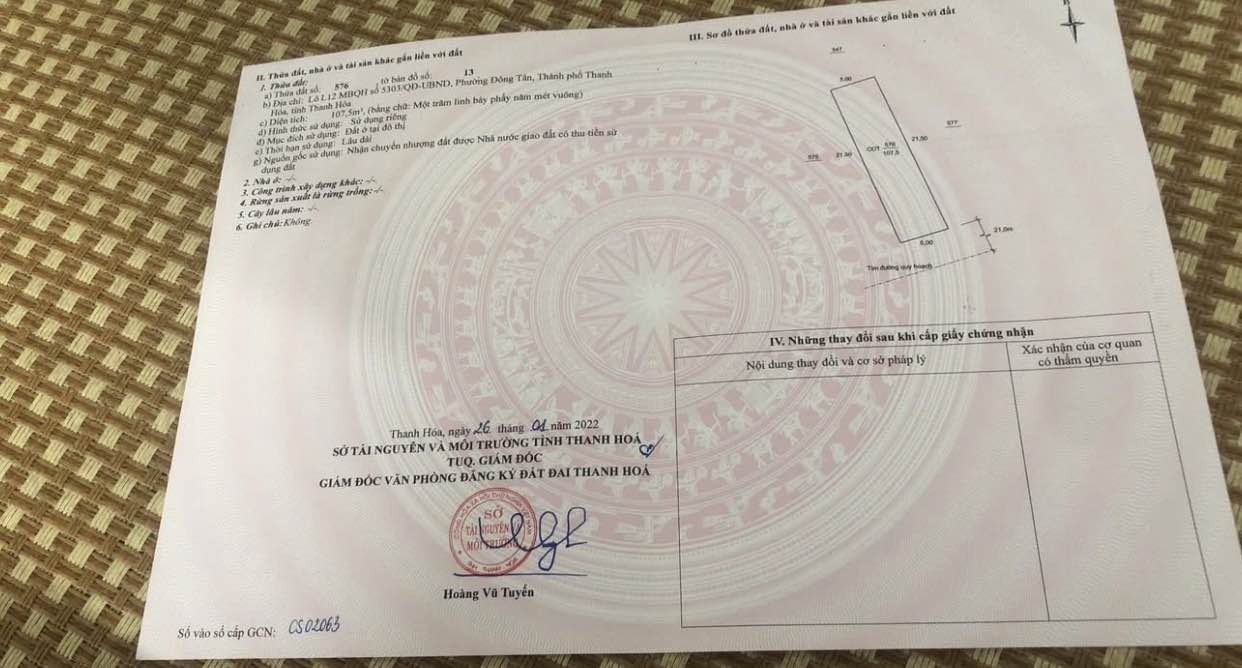 II. Thửa đất, nhà ở và tài sản khác gắn liền với đất
1. Thửa đất:
a) Thửa đất số: 576 , tờ bản đồ số: 13
b) Địa chỉ: Lô L12 MBQH số 5303/QĐ-UBND, Phường Đông Tân, Thành phố Thanh
Hóa, tỉnh Thanh Hóa
c) Diện tích: 107,5m², (bằng chữ: Một trăm linh bảy phẩy năm mét vuông)
d) Hình thức sử dụng: Sử dụng riêng
đ) Mục đích sử dụng: Đất ở tại đô thị
e) Thời hạn sử dụng: Lâu dài
g) Nguồn gốc sử dụng: Nhận chuyển nhượng đất được Nhà nước giao đất có thu tiền sử
dụng đất
2. Nhà ở: -/-
3. Công trình xây dựng khác: -/-
4. Rừng sản xuất là rừng trồng: -/-
5. Cây lâu năm: -/-
6. Ghi chú: Không
Thanh Hóa, ngày 26 tháng 01 năm 2022
SỞ TÀI NGUYÊN VÀ MÔI TRƯỜNG TỈNH THANH HOÁ
TUQ. GIÁM ĐỐC
GIÁM ĐỐC VĂN PHÒNG ĐĂNG KÝ ĐẤT ĐAI THANH HOÁ
SỞ
TÀI NGUYÊN
MÔI TRƯỜNG
Hoàng Vũ Tuyển
Số vào sổ cấp GCN: CS02063
III. Sơ đồ thửa đất, nhà ở và tài sản khác gắn liền với đất
547
5.00
577
21.50
ODT 576
107.5
575
21.50
5.00
21.0m
Tim đường quy hoạch
IV. Những thay đổi sau khi cấp giấy chứng nhận
Nội dung thay đổi và cơ sở pháp lý
Xác nhận của cơ quan
có thẩm quyền